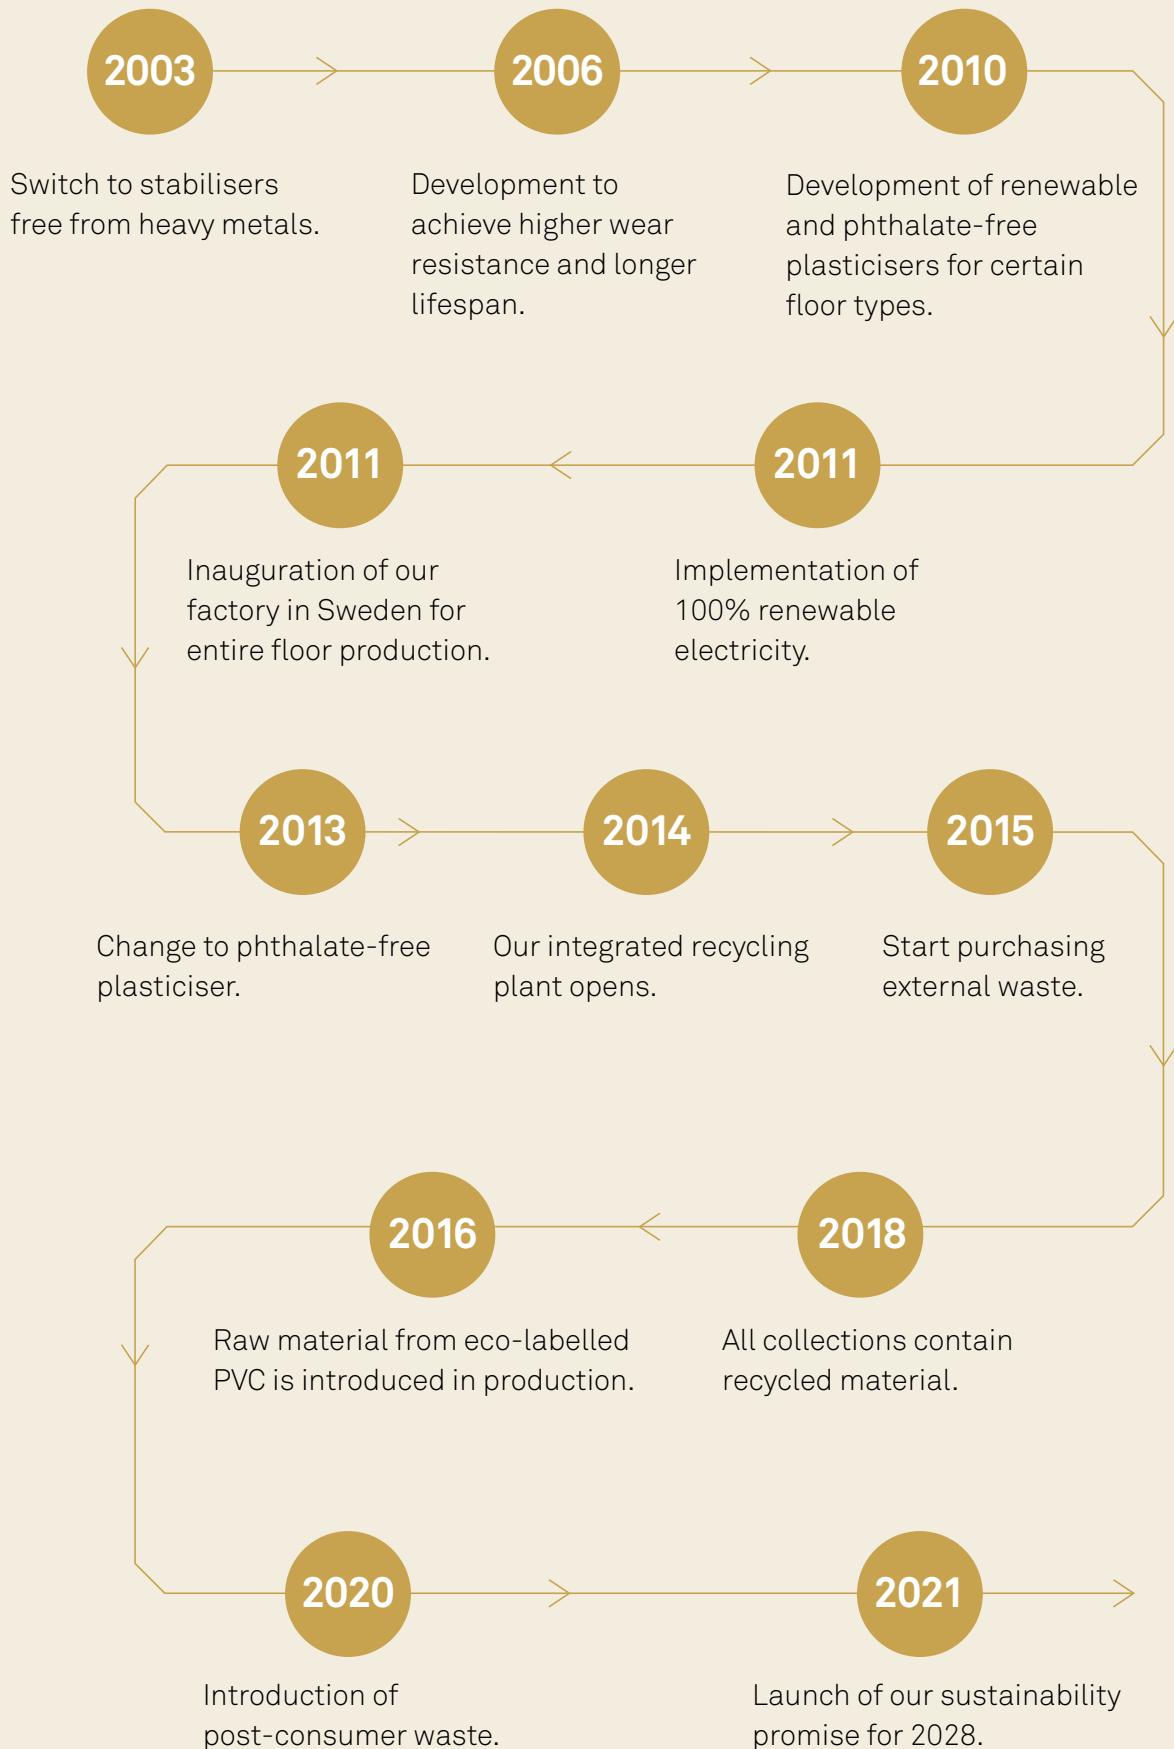 2003
Switch to stabilisers
free from heavy metals.
2006
Development to
achieve higher wear
resistance and longer
lifespan.
2010
Development of renewable
and phthalate-free
plasticisers for certain
floor types.
2011
Implementation of
100% renewable
electricity.
2011
Inauguration of our
factory in Sweden for
entire floor production.
2013
Change to phthalate-free
plasticiser.
2014
Our integrated recycling
plant opens.
2015
Start purchasing
external waste.
2018
All collections contain
recycled material.
2016
Raw material from eco-labelled
PVC is introduced in production.
2020
Introduction of
post-consumer waste.
2021
Launch of our sustainability
promise for 2028.